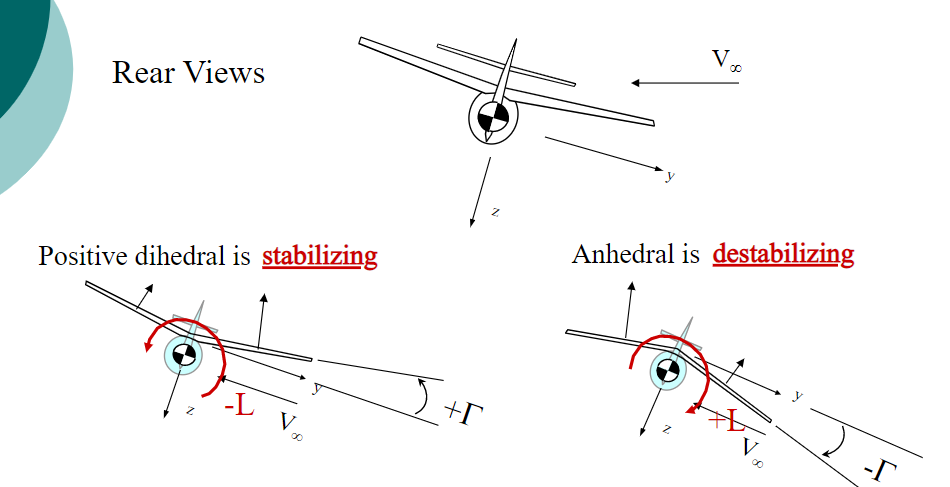 Rear Views
V∞
y
z
Positive dihedral is stabilizing
Anhedral is destabilizing
y
z
-L
V∞
+Γ
y
z
+L
V∞
-Γ